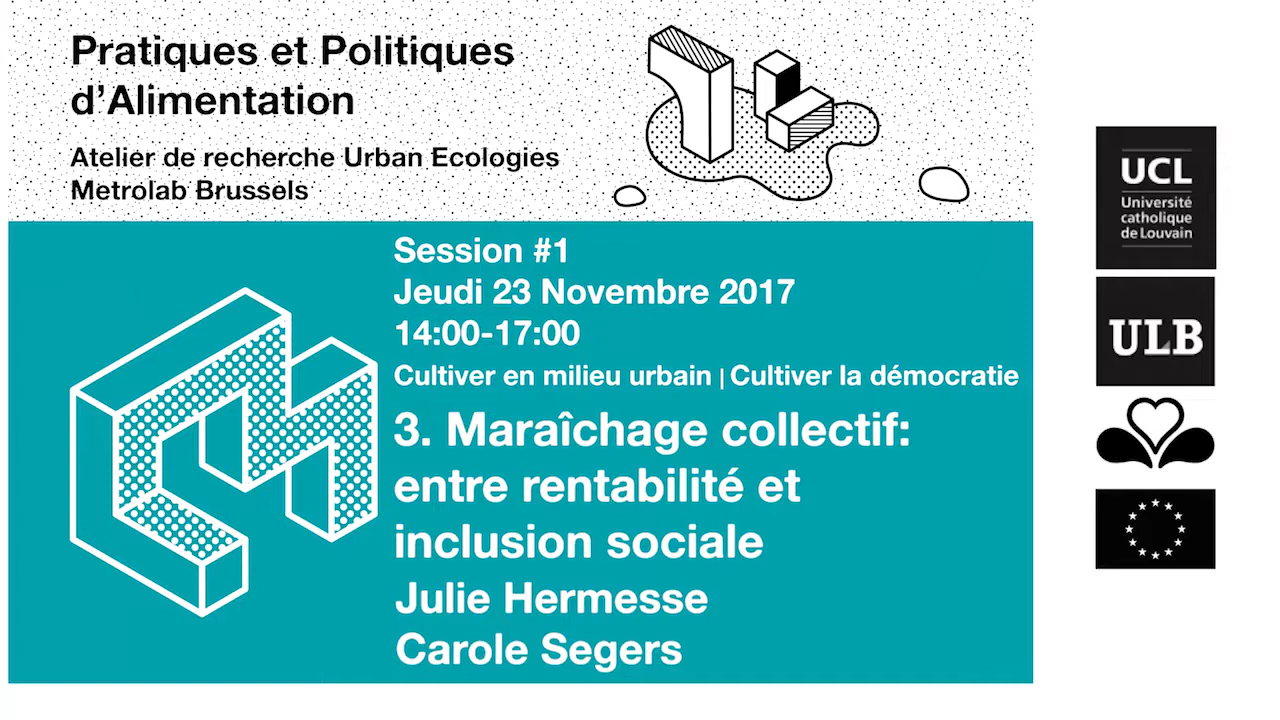 Pratiques et Politiques
d’Alimentation
Atelier de recherche Urban Ecologies
Metrolab Brussels
Session #1
Jeudi 23 Novembre 2017
14:00-17:00
Cultiver en milieu urbain | Cultiver la démocratie
3. Maraîchage collectif:
entre rentabilité et
inclusion sociale
Julie Hermesse
Carole Segers
UCL
Université
catholique
de Louvain
ULB